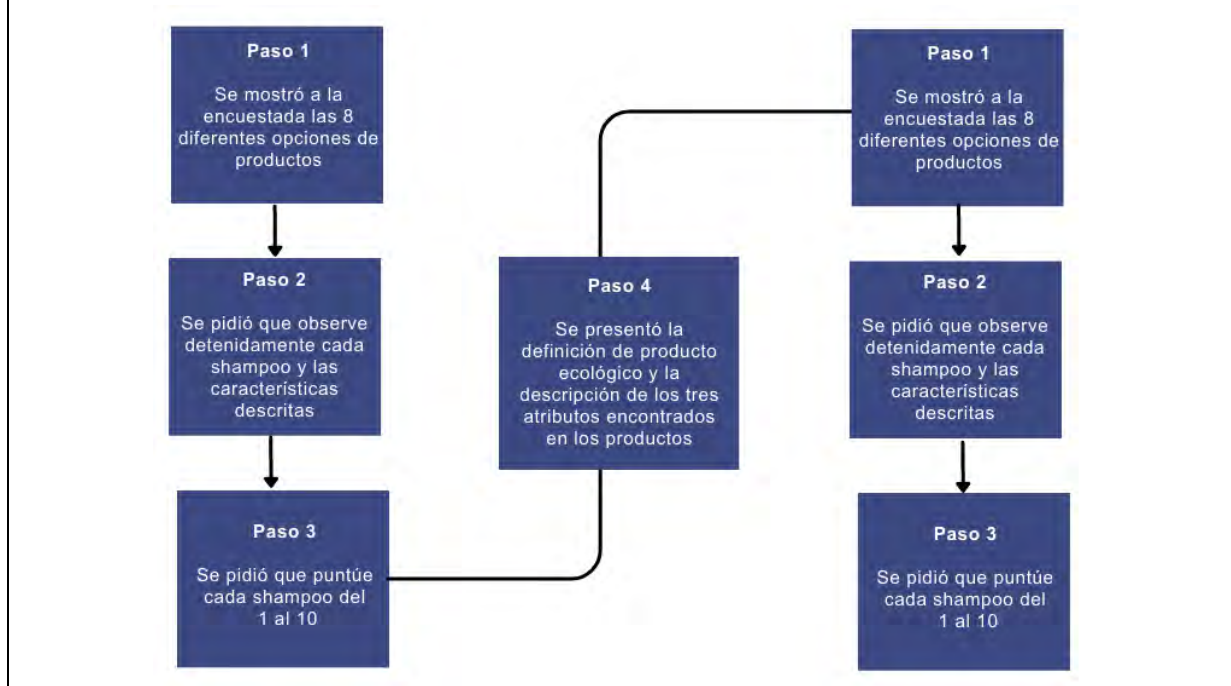 Paso 1
Se mostró a la
encuestada las 8
diferentes opciones de
productos
Paso 2
Se pidió que observe
detenidamente cada
shampoo y las
características
descritas
Paso 3
Se pidió que puntúe
cada shampoo del
1 al 10
Paso 4
Se presentó la
definición de producto
ecológico y la
descripción de los tres
atributos encontrados
en los productos
Paso 1
Se mostró a la
encuestada las 8
diferentes opciones de
productos
Paso 2
Se pidió que observe
detenidamente cada
shampoo y las
características
descritas
Paso 3
Se pidió que puntúe
cada shampoo del
1 al 10